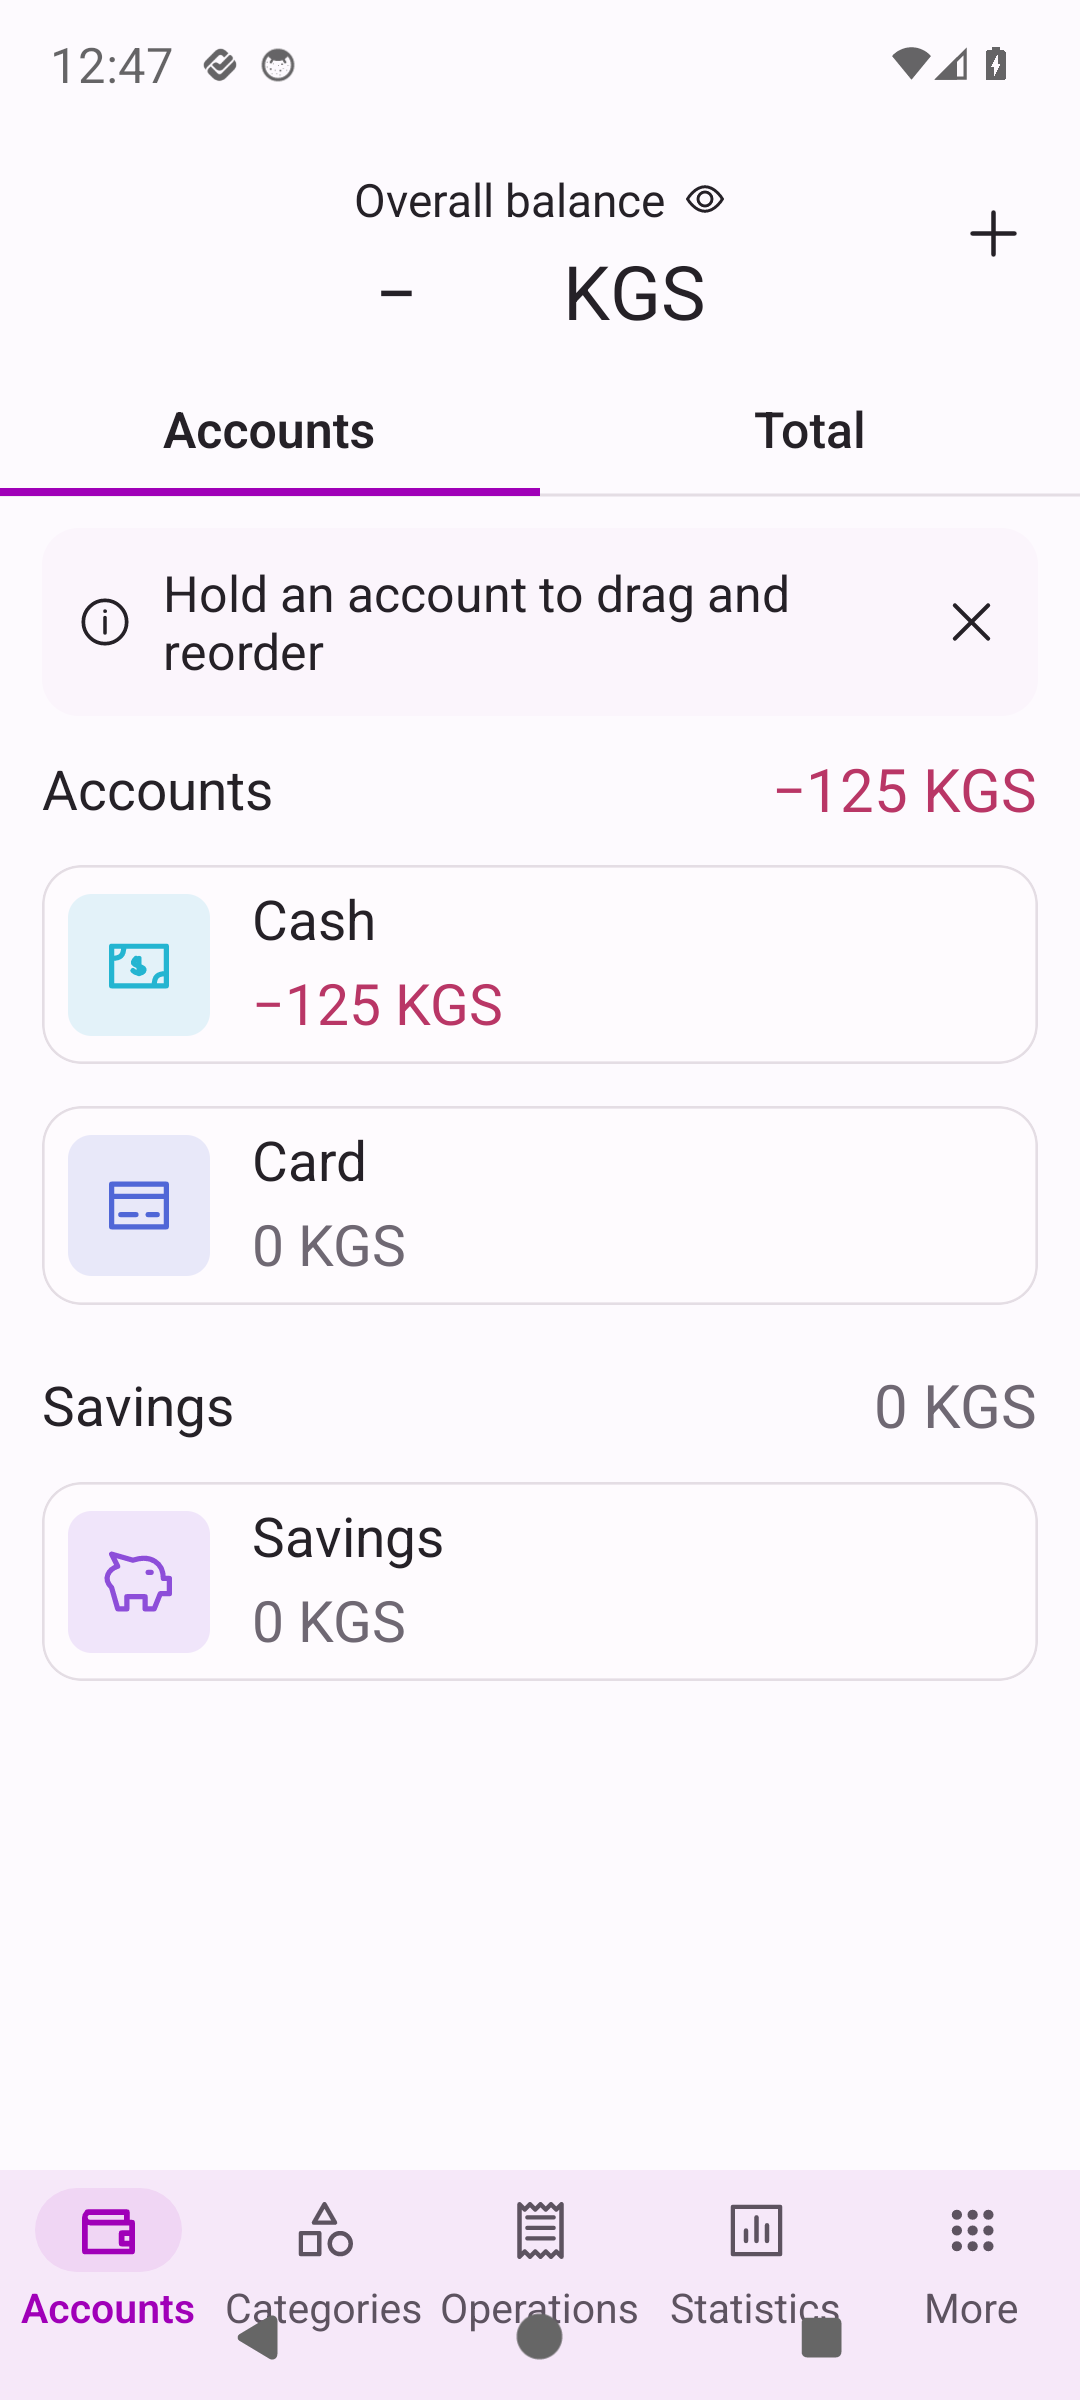 12:47
Overall balance
– KGS
Accounts
Total
Hold an account to drag and
reorder
Accounts
–125 KGS
Cash
–125 KGS
Card
0 KGS
Savings
0 KGS
Savings
0 KGS
Accounts
Categories
Operations
Statistics
More